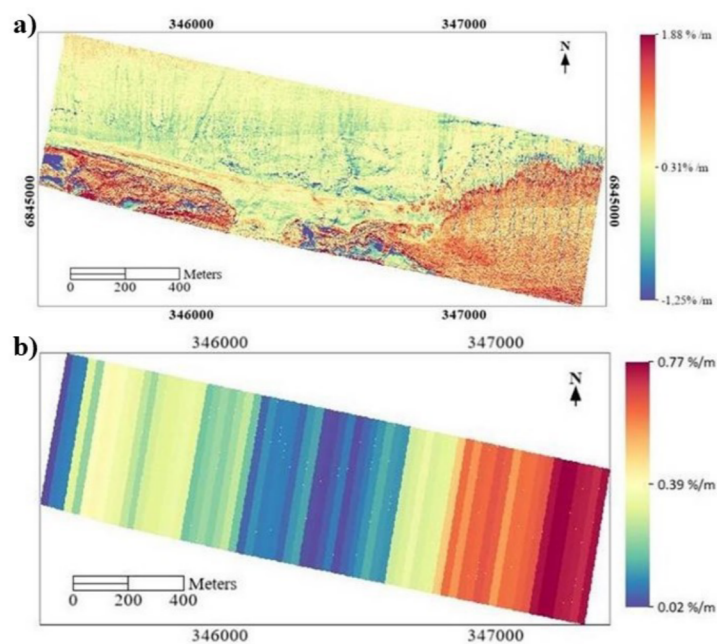 a)
346000 347000
1.88 % /m
N
0.31 %/m
6845000
6845000
Meters
0 200 400
-1,25% /m
346000 347000
b)
346000 347000
0.77 %/m
N
0.39 %/m
Meters
0 200 400
0.02 %/m
346000 347000